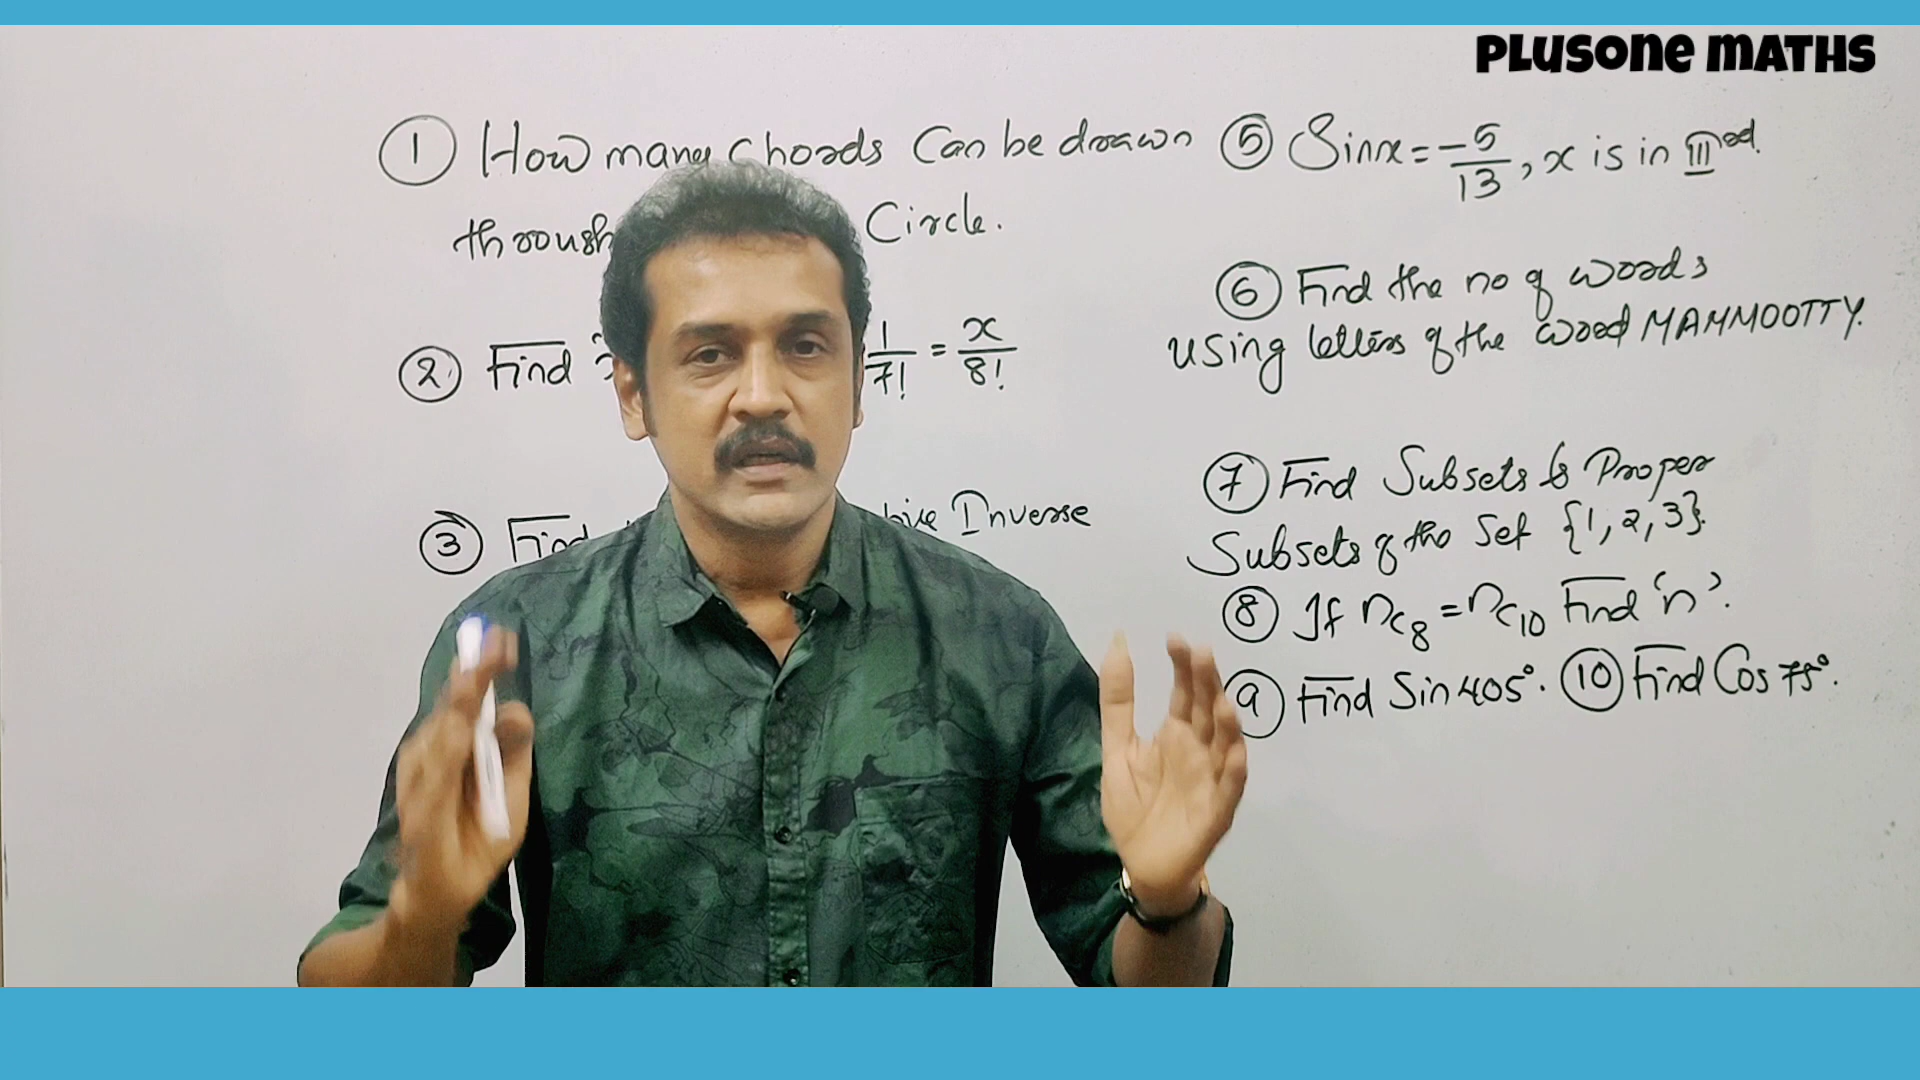 PLUSONE MATHS
① How many Chords Can be drawn
through Circle.
② Find 1/7! = x/8!
③ Find Inverse
⑤ Sinx = -5/13, x is in IIIrd.
⑥ Find the no of words
using letters of the word MAMMOOTTY.
⑦ Find Subsets & Proper
Subsets of the Set {1, 2, 3}.
⑧ If nC8 = nC10 Find 'n'.
⑨ Find Sin 405°. ⑩ Find Cos 75°.